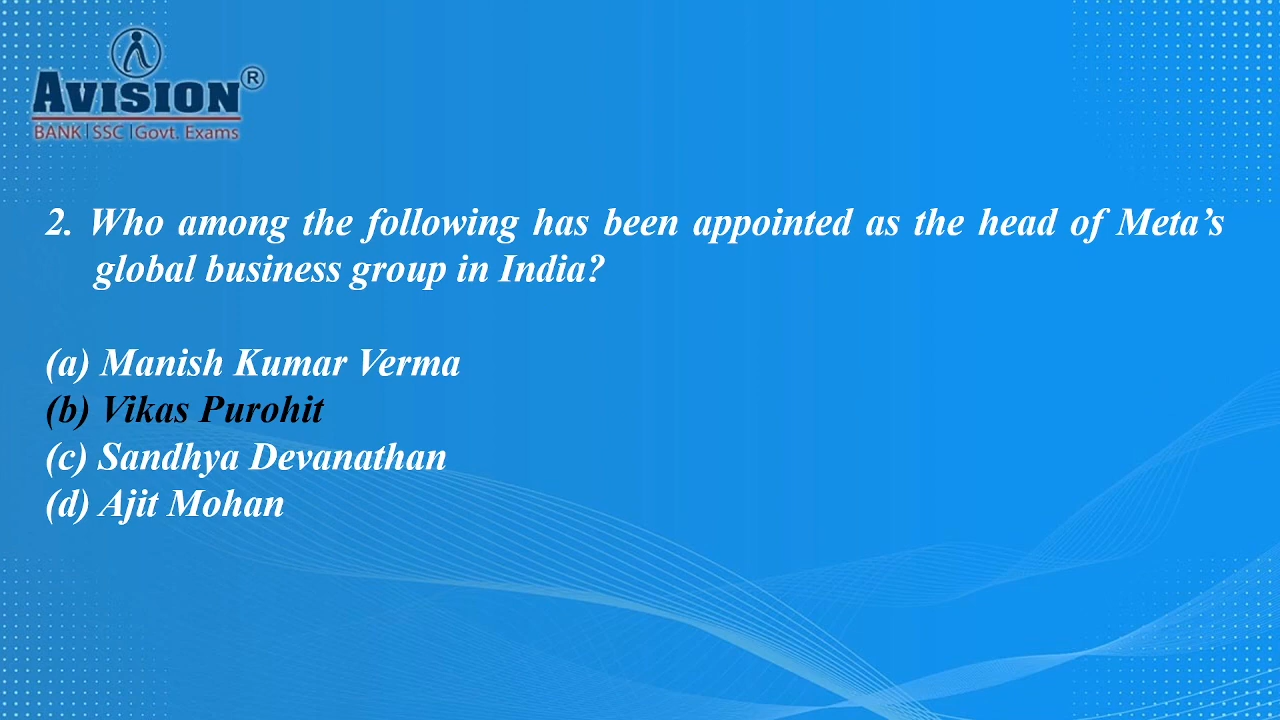 AVISION®
BANK | SSC | Govt. Exams
2. Who among the following has been appointed as the head of Meta’s
global business group in India?
(a) Manish Kumar Verma
(b) Vikas Purohit
(c) Sandhya Devanathan
(d) Ajit Mohan